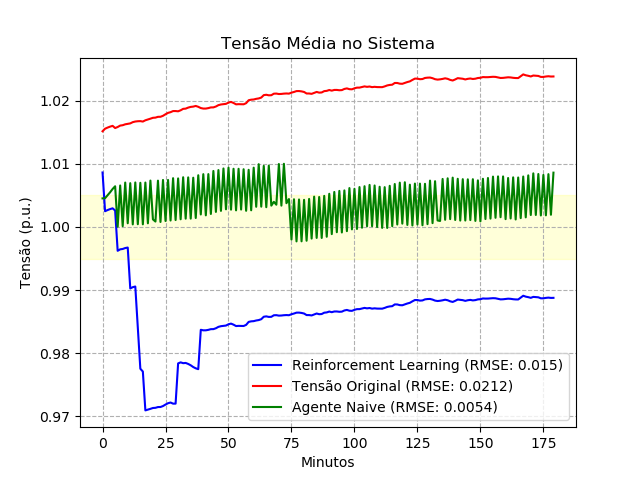 Tensão Média no Sistema
Tensão (p.u.)
1.02
1.01
1.00
0.99
0.98
0.97
0 25 50 75 100 125 150 175
Minutos
Reinforcement Learning (RMSE: 0.015)
Tensão Original (RMSE: 0.0212)
Agente Naive (RMSE: 0.0054)